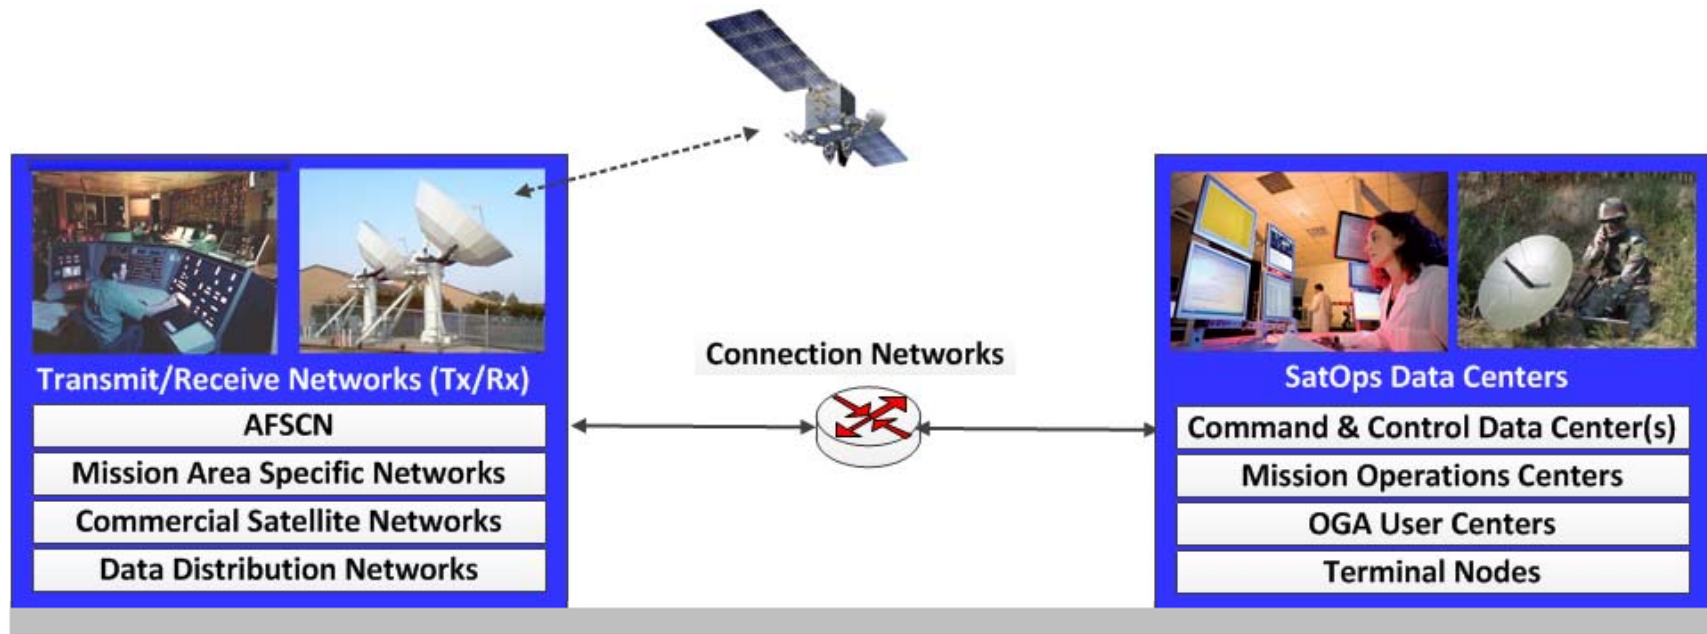 Connection Networks
Transmit/Receive Networks (Tx/Rx)
AFSCN
Mission Area Specific Networks
Commercial Satellite Networks
Data Distribution Networks
SatOps Data Centers
Command & Control Data Center(s)
Mission Operations Centers
OGA User Centers
Terminal Nodes